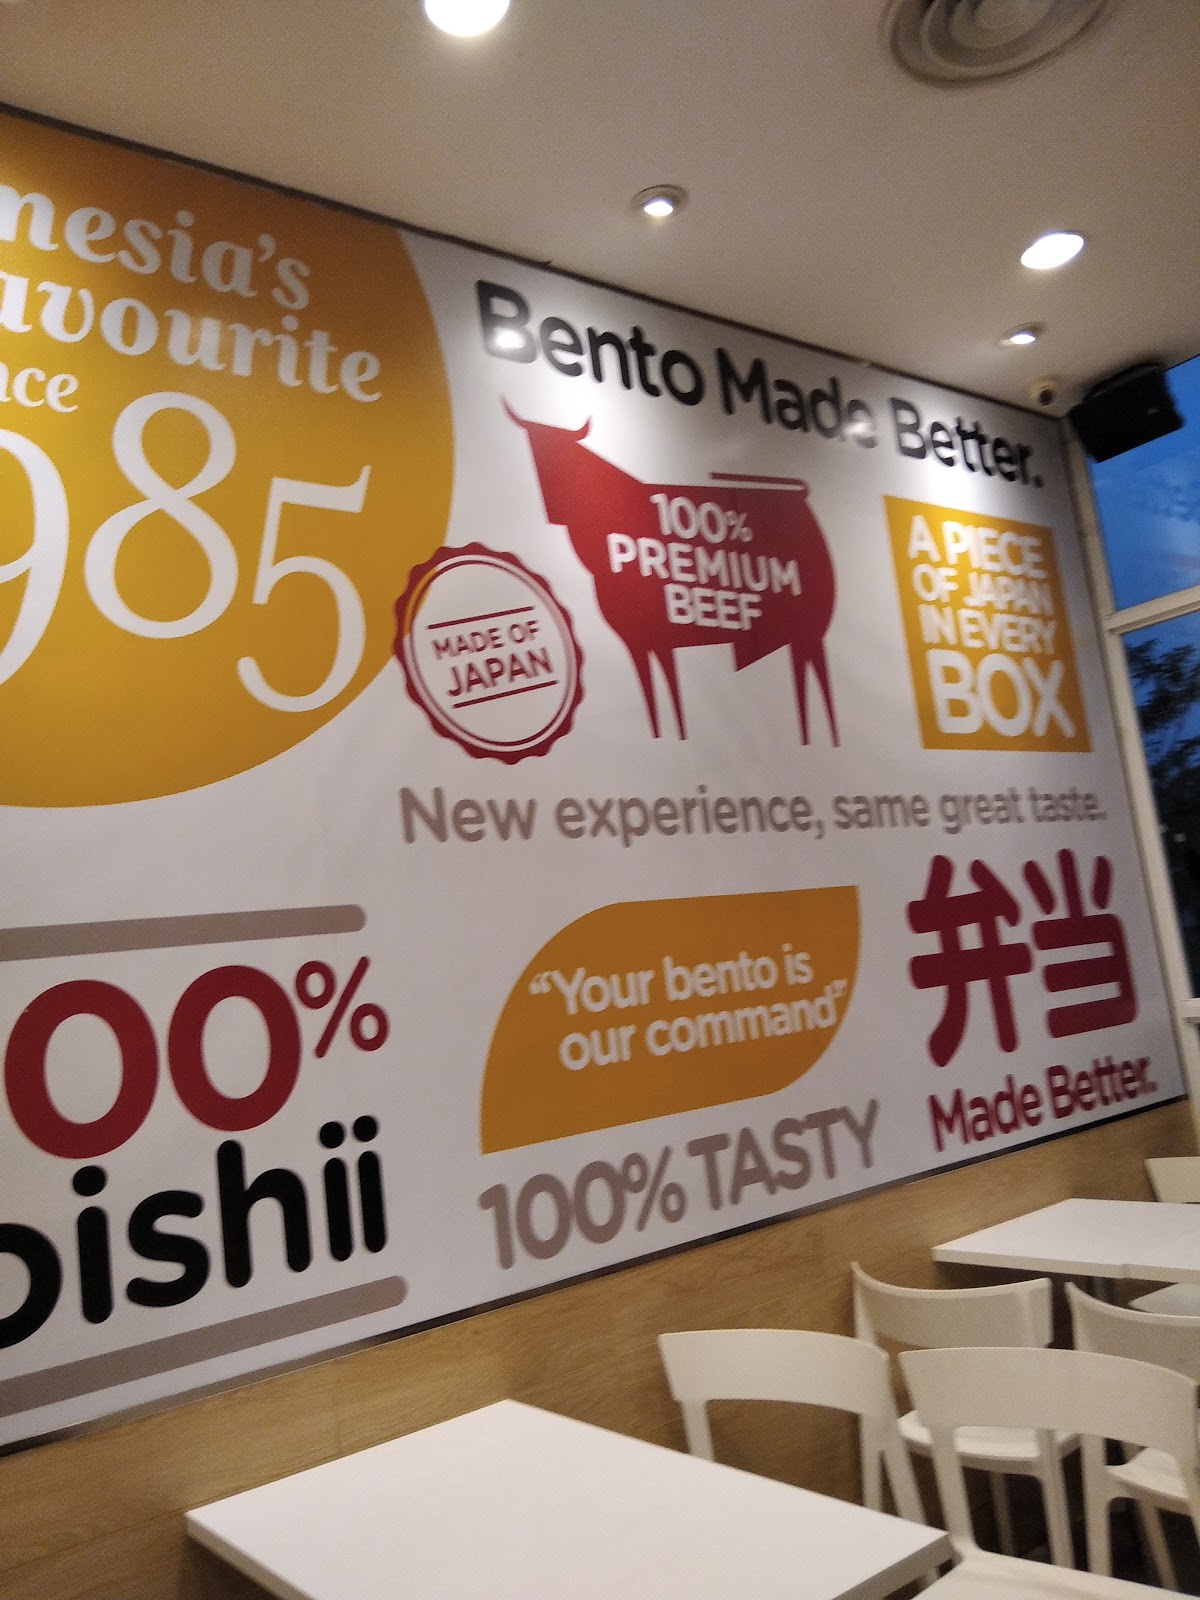 nesia's
avourite
nce
985
Bento Made Better.
100%
PREMIUM
BEEF
MADE OF
JAPAN
A PIECE
OF JAPAN
IN EVERY
BOX
New experience, same great taste.
00%
oishii
"Your bento is
our command"
100% TASTY
弁当
Made Better.